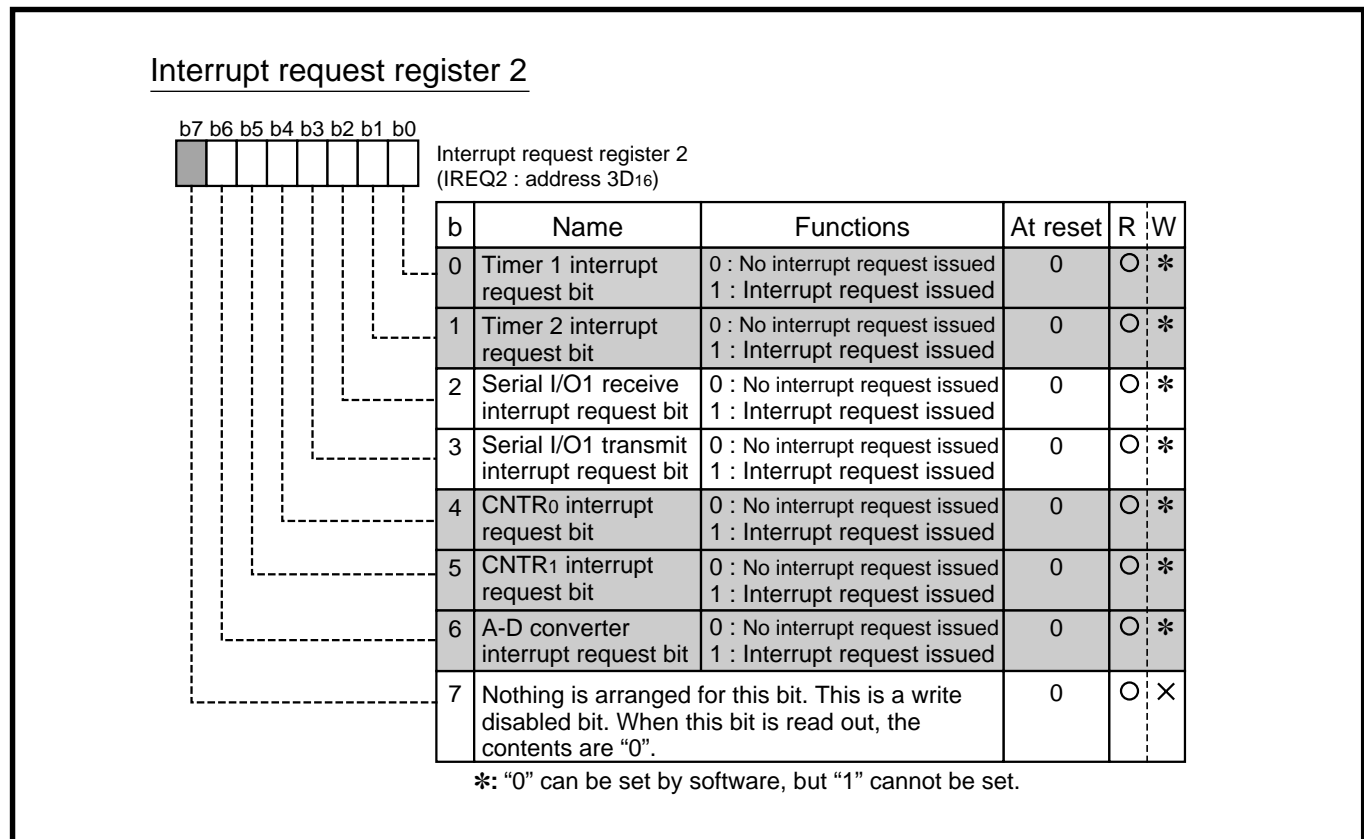 Interrupt request register 2
b7 b6 b5 b4 b3 b2 b1 b0
Interrupt request register 2
(IREQ2 : address 3D16)
b Name Functions At reset R W
0 Timer 1 interrupt request bit 0 : No interrupt request issued 1 : Interrupt request issued 0 O ✻
1 Timer 2 interrupt request bit 0 : No interrupt request issued 1 : Interrupt request issued 0 O ✻
2 Serial I/O1 receive interrupt request bit 0 : No interrupt request issued 1 : Interrupt request issued 0 O ✻
3 Serial I/O1 transmit interrupt request bit 0 : No interrupt request issued 1 : Interrupt request issued 0 O ✻
4 CNTR0 interrupt request bit 0 : No interrupt request issued 1 : Interrupt request issued 0 O ✻
5 CNTR1 interrupt request bit 0 : No interrupt request issued 1 : Interrupt request issued 0 O ✻
6 A-D converter interrupt request bit 0 : No interrupt request issued 1 : Interrupt request issued 0 O ✻
7 Nothing is arranged for this bit. This is a write disabled bit. When this bit is read out, the contents are “0”. 0 O ×
✻: “0” can be set by software, but “1” cannot be set.